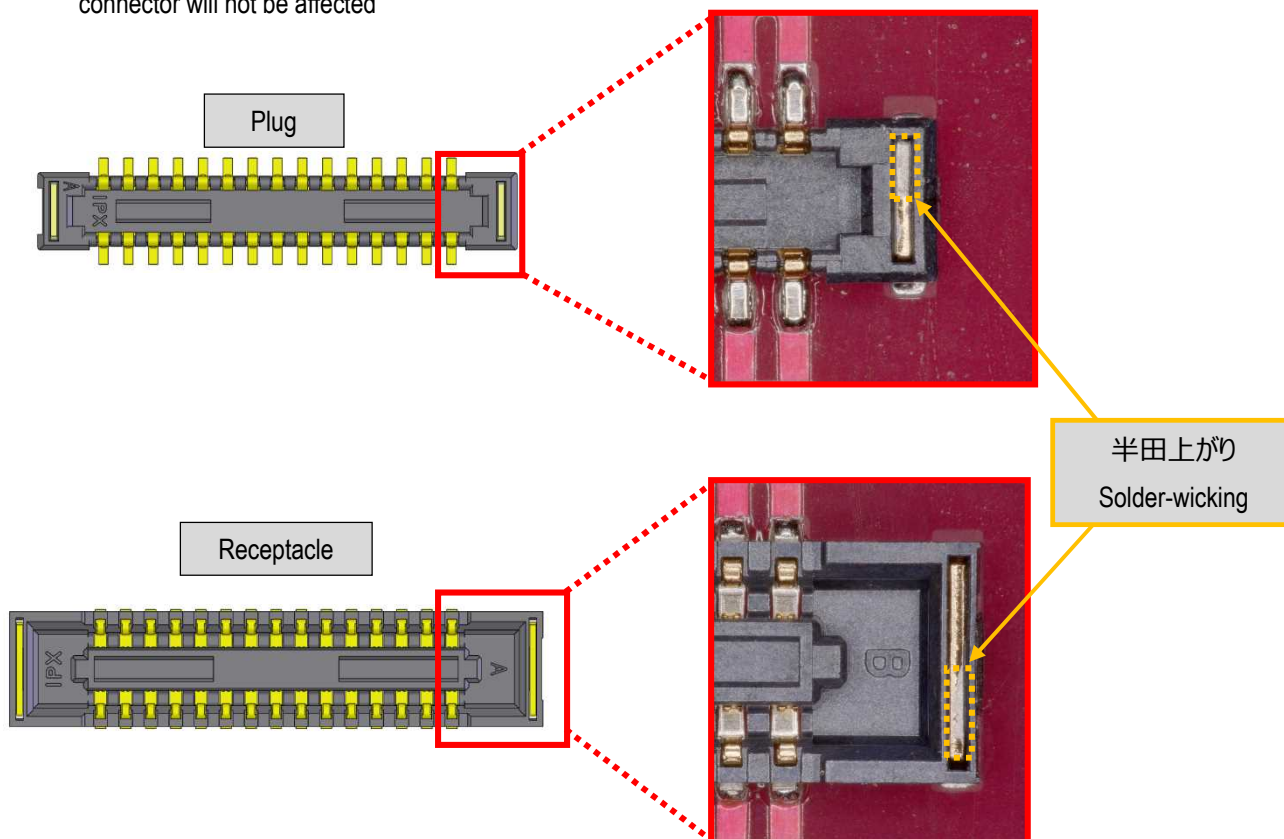 connector will not be affected
Plug
A
IPX
半田上がり
Solder-wicking
Receptacle
IPX
A
B